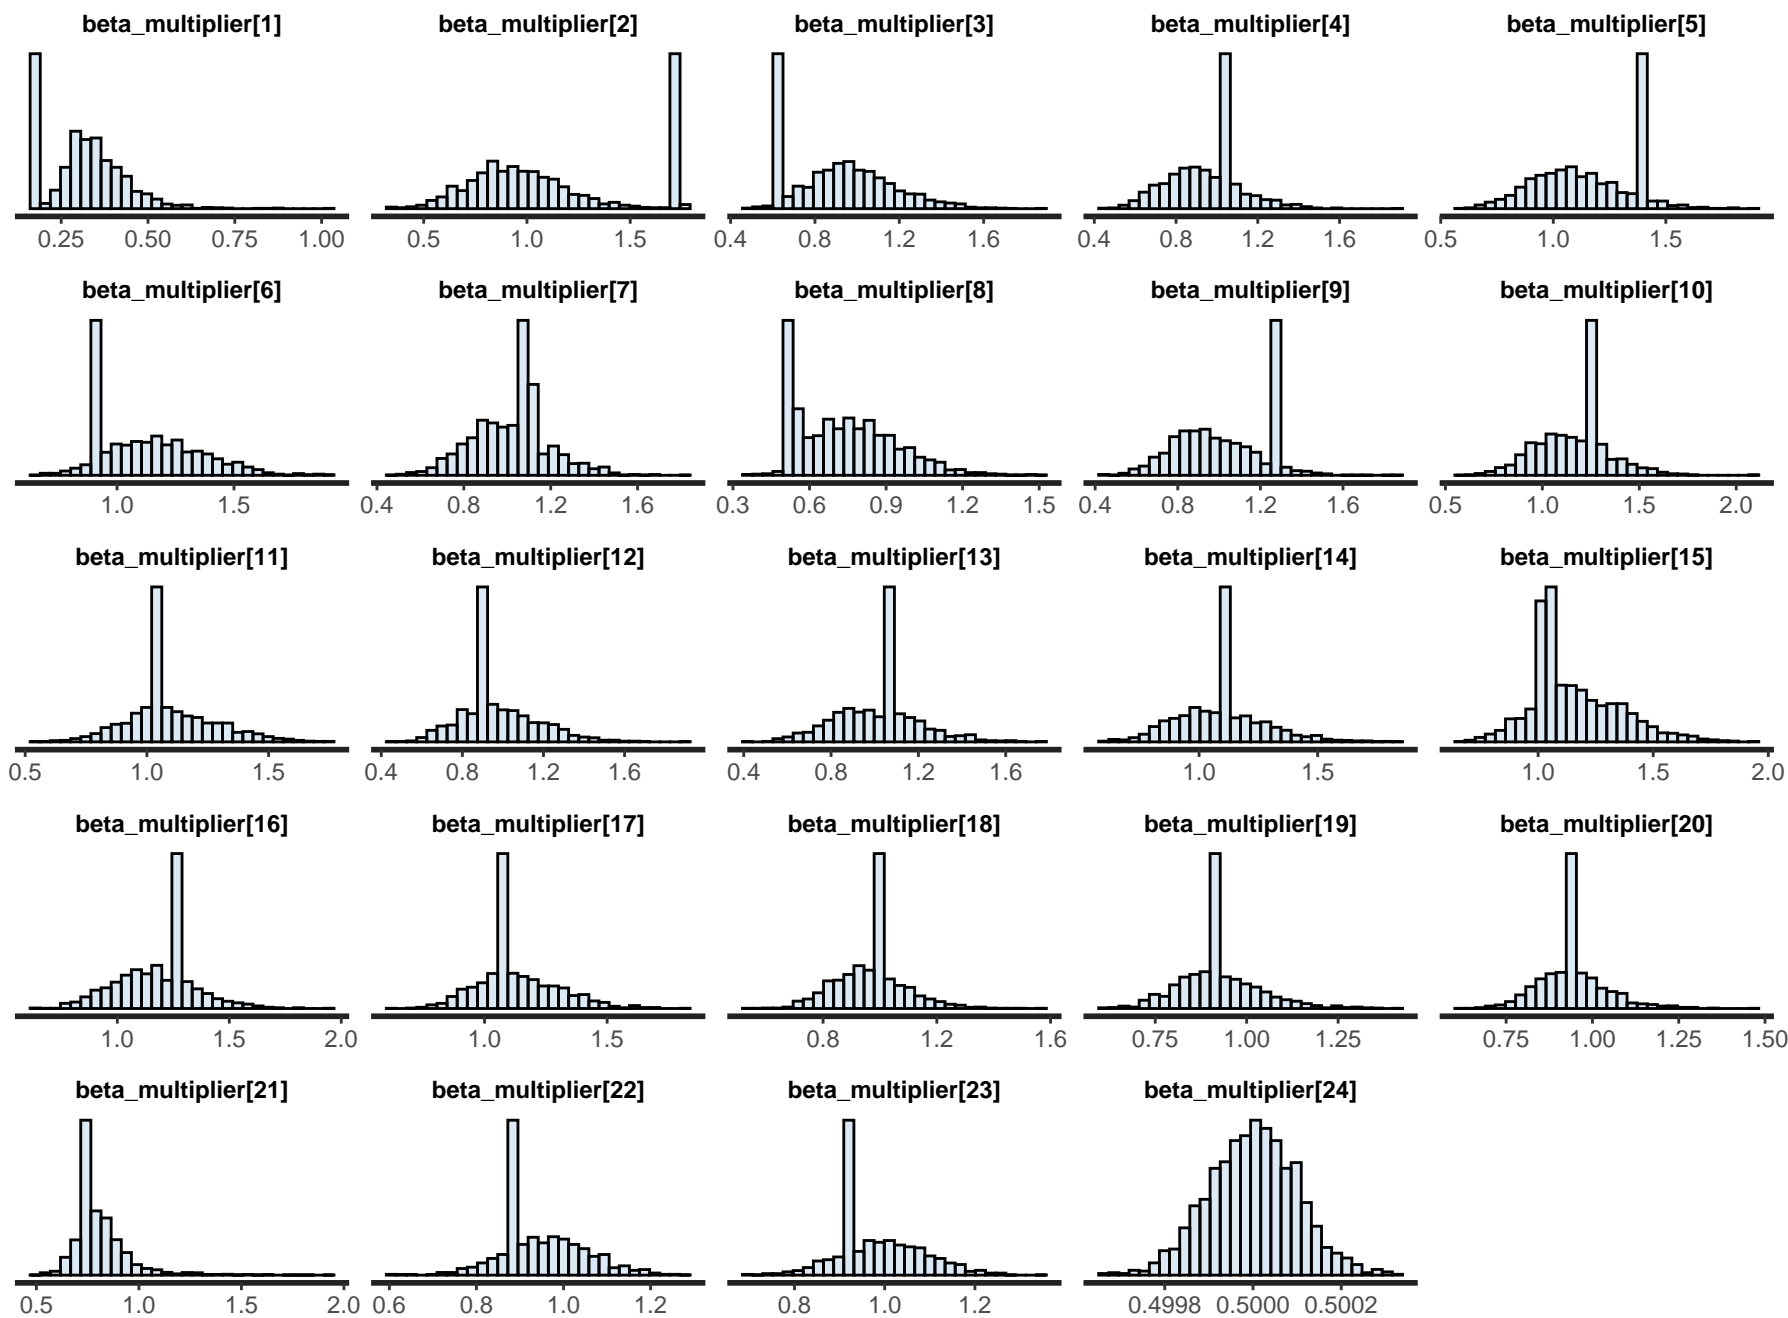 beta_multiplier[1] beta_multiplier[2] beta_multiplier[3] beta_multiplier[4] beta_multiplier[5]
0.25 0.50 0.75 1.00 0.5 1.0 1.5 0.4 0.8 1.2 1.6 0.4 0.8 1.2 1.6 0.5 1.0 1.5
beta_multiplier[6] beta_multiplier[7] beta_multiplier[8] beta_multiplier[9] beta_multiplier[10]
1.0 1.5 0.4 0.8 1.2 1.6 0.3 0.6 0.9 1.2 1.5 0.4 0.8 1.2 1.6 0.5 1.0 1.5 2.0
beta_multiplier[11] beta_multiplier[12] beta_multiplier[13] beta_multiplier[14] beta_multiplier[15]
0.5 1.0 1.5 0.4 0.8 1.2 1.6 0.4 0.8 1.2 1.6 1.0 1.5 1.0 1.5 2.0
beta_multiplier[16] beta_multiplier[17] beta_multiplier[18] beta_multiplier[19] beta_multiplier[20]
1.0 1.5 2.0 1.0 1.5 0.8 1.2 1.6 0.75 1.00 1.25 0.75 1.00 1.25 1.50
beta_multiplier[21] beta_multiplier[22] beta_multiplier[23] beta_multiplier[24]
0.5 1.0 1.5 2.0 0.6 0.8 1.0 1.2 0.8 1.0 1.2 0.4998 0.5000 0.5002